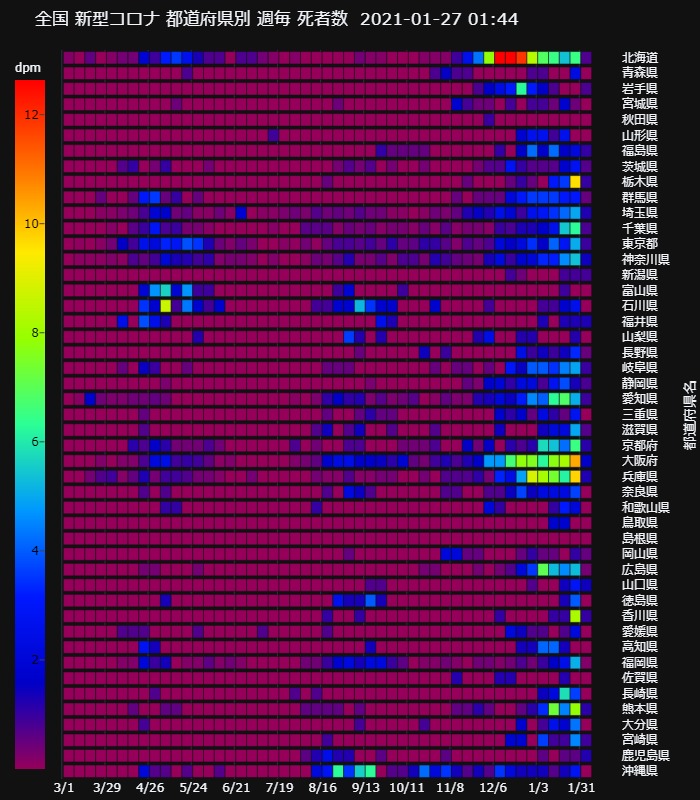 全国 新型コロナ 都道府県別 週毎 死者数 2021-01-27 01:44
dpm
12
10
8
6
4
2
北海道
青森県
岩手県
宮城県
秋田県
山形県
福島県
茨城県
栃木県
群馬県
埼玉県
千葉県
東京都
神奈川県
新潟県
富山県
石川県
福井県
山梨県
長野県
岐阜県
静岡県
愛知県
三重県
滋賀県
京都府
大阪府
兵庫県
奈良県
和歌山県
鳥取県
島根県
岡山県
広島県
山口県
徳島県
香川県
愛媛県
高知県
福岡県
佐賀県
長崎県
熊本県
大分県
宮崎県
鹿児島県
沖縄県
都道府県名
3/1 3/29 4/26 5/24 6/21 7/19 8/16 9/13 10/11 11/8 12/6 1/3 1/31